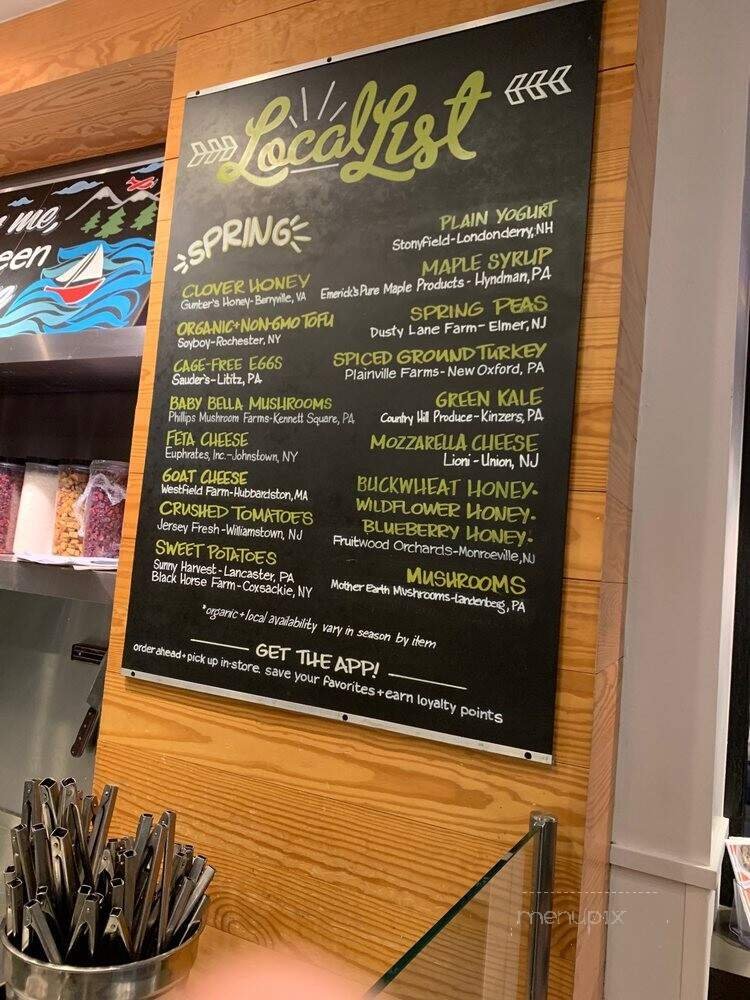 Local List
SPRING
CLOVER HONEY
Gunter's Honey-Berryville, VA
ORGANIC+NON-GMO TOFU
Soyboy-Rochester, NY
CAGE-FREE EGGS
Sauder's-Lititz, PA
BABY BELLA MUSHROOMS
Phillips Mushroom Farms-Kennett Square, PA
FETA CHEESE
Euphrates, Inc.-Johnstown, NY
GOAT CHEESE
Westfield Farm-Hubbardston, MA
CRUSHED TOMATOES
Jersey Fresh-Williamstown, NJ
SWEET POTATOES
Sunny Harvest-Lancaster, PA
Black Horse Farm-Coxsackie, NY
PLAIN YOGURT
Stonyfield-Londonderry, NH
MAPLE SYRUP
Emerick's Pure Maple Products - Hyndman, PA
SPRING PEAS
Dusty Lane Farm - Elmer, NJ
SPICED GROUND TURKEY
Plainville Farms - New Oxford, PA
GREEN KALE
Country Hill Produce - Kinzers, PA
MOZZARELLA CHEESE
Lioni - Union, NJ
BUCKWHEAT HONEY•
WILDFLOWER HONEY•
BLUEBERRY HONEY•
Fruitwood Orchards-Monroeville, NJ
MUSHROOMS
Mother Earth Mushrooms-Landenberg, PA
*organic + local availability vary in season by item
GET THE APP!
order ahead + pick up in-store. save your favorites + earn loyalty points
me,
een
menupix